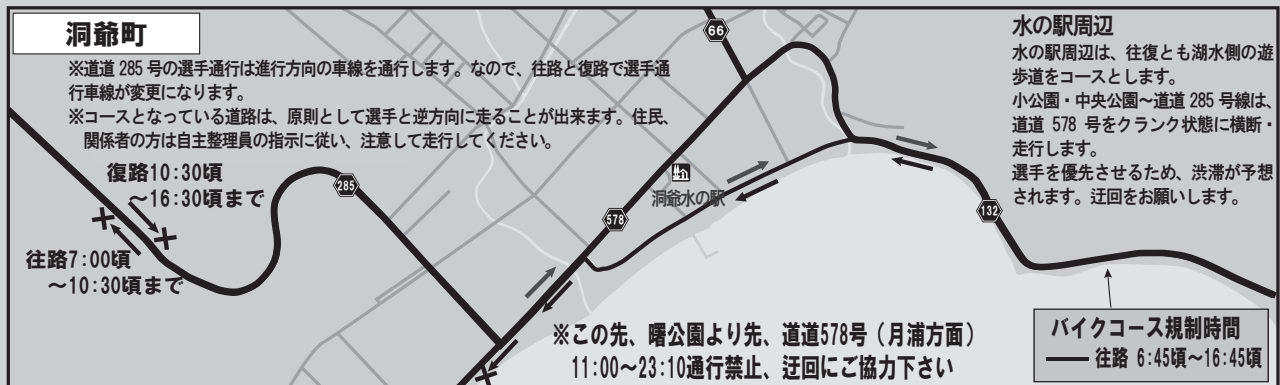 洞爺町
※道道 285 号の選手通行は進行方向の車線を通行します。なので、往路と復路で選手通
行車線が変更になります。
※コースとなっている道路は、原則として選手と逆方向に走ることが出来ます。住民、
関係者の方は自主整理員の指示に従い、注意して走行してください。
復路10:30頃
～16:30頃まで
往路7:00頃
～10:30頃まで
285
66
洞爺水の駅
578
132
水の駅周辺
水の駅周辺は、往復とも湖水側の遊
歩道をコースとします。
小公園・中央公園～道道 285 号線は、
道道 578 号をクランク状態に横断・
走行します。
選手を優先させるため、渋滞が予想
されます。迂回をお願いします。
※この先、曙公園より先、道道578号（月浦方面）
11:00～23:10通行禁止、迂回にご協力下さい
バイクコース規制時間
往路 6:45頃～16:45頃